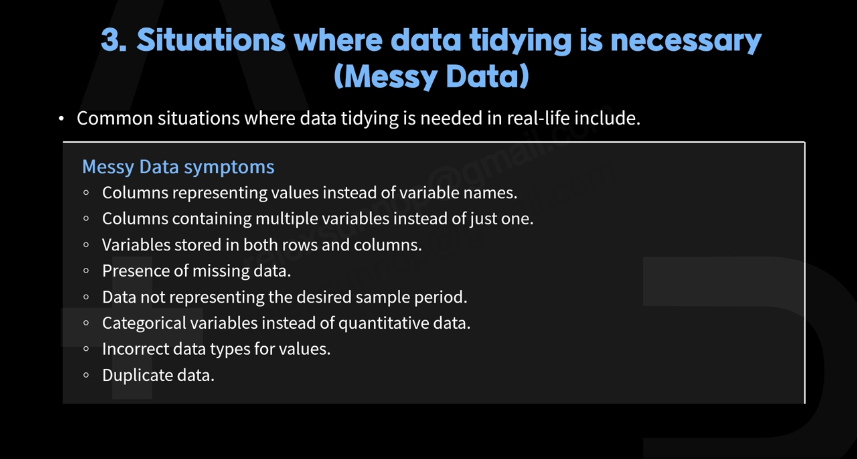 3. Situations where data tidying is necessary
(Messy Data)
• Common situations where data tidying is needed in real-life include.
Messy Data symptoms
◦ Columns representing values instead of variable names.
◦ Columns containing multiple variables instead of just one.
◦ Variables stored in both rows and columns.
◦ Presence of missing data.
◦ Data not representing the desired sample period.
◦ Categorical variables instead of quantitative data.
◦ Incorrect data types for values.
◦ Duplicate data.